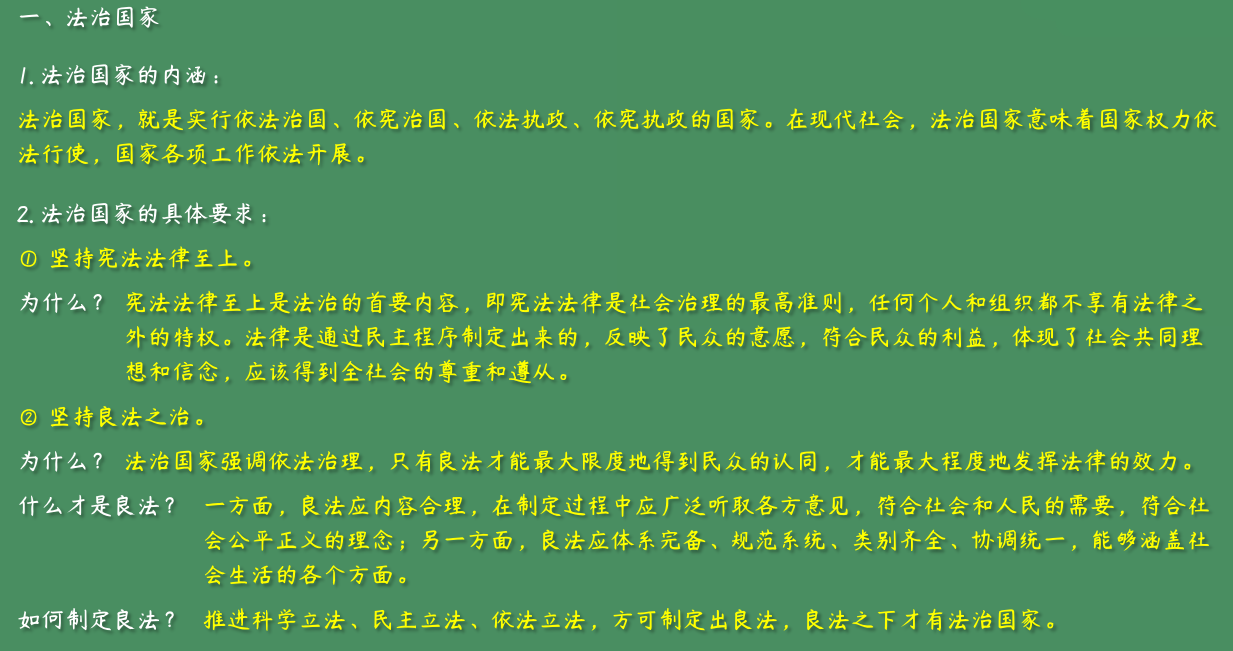 一、法治国家
1. 法治国家的内涵：
法治国家，就是实行依法治国、依宪治国、依法执政、依宪执政的国家。在现代社会，法治国家意味着国家权力依
法行使，国家各项工作依法开展。
2. 法治国家的具体要求：
① 坚持宪法法律至上。
为什么？ 宪法法律至上是法治的首要内容，即宪法法律是社会治理的最高准则，任何个人和组织都不享有法律之
外的特权。法律是通过民主程序制定出来的，反映了民众的意愿，符合民众的利益，体现了社会共同理
想和信念，应该得到全社会的尊重和遵从。
② 坚持良法之治。
为什么？ 法治国家强调依法治理，只有良法才能最大限度地得到民众的认同，才能最大程度地发挥法律的效力。
什么才是良法？ 一方面，良法应内容合理，在制定过程中应广泛听取各方意见，符合社会和人民的需要，符合社
会公平正义的理念；另一方面，良法应体系完备、规范系统、类别齐全、协调统一，能够涵盖社
会生活的各个方面。
如何制定良法？ 推进科学立法、民主立法、依法立法，方可制定出良法，良法之下才有法治国家。